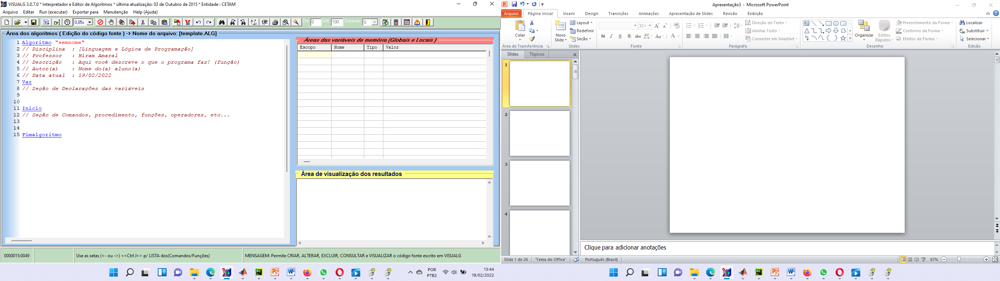 VISUALG 3.0.7.0 * Interpretador e Editor de Algoritmos * última atualização: 03 de Outubro de 2015 * Entidade : CETAM
Arquivo Editar Run (executar) Exportar para Manutenção Help (Ajuda)
0,05s De: 0 Até: 100 Decimais: 0
Área dos algoritmos ( Edição do código fonte ) -> Nome do arquivo: [template.ALG]
1 Algoritmo "semnome"
2 // Disciplina : [Linguagem e Lógica de Programação]
3 // Professor : Hiram Amaral
4 // Descrição : Aqui você descreve o que o programa faz! (função)
5 // Autor(a) : Nome do(a) aluno(a)
6 // Data atual : 19/02/2022
7 Var
8 // Seção de Declarações das variáveis
9
10
11 Inicio
12 // Seção de Comandos, procedimento, funções, operadores, etc...
13
14
15 Fimalgoritmo
Áreas das variáveis de memória (Globais e Locais )
Escopo Nome Tipo Valor
Área de visualização dos resultados
0000015:0049 Use as setas (<- ou ->) <<Ctrl J>> p/ LISTA dos(Comandos/Funções) MENSAGEM: Permite CRIAR, ALTERAR, EXCLUIR, CONSULTAR e VISUALIZAR o código fonte escrito em VISUALG
POR
PTB2
13:44
19/02/2022
Apresentação3 - Microsoft PowerPoint
Arquivo Página Inicial Inserir Design Transições Animações Apresentação de Slides Revisão Exibição
Colar
Área de Transferência
Novo
Slide
Layout
Redefinir
Seção
Slides
32
N I S S abc AV Aa A
Fonte
Direção do Texto
Alinhar Texto
Converter em SmartArt
Parágrafo
Organizar
Estilos
Rápidos
Preenchimento da Forma
Contorno da Forma
Efeitos de Forma
Desenho
Localizar
Substituir
Selecionar
Edição
Slides Tópicos
1
2
3
4
Clique para adicionar anotações
Slide 1 de 26 "Tema do Office" Português (Brasil) 67%